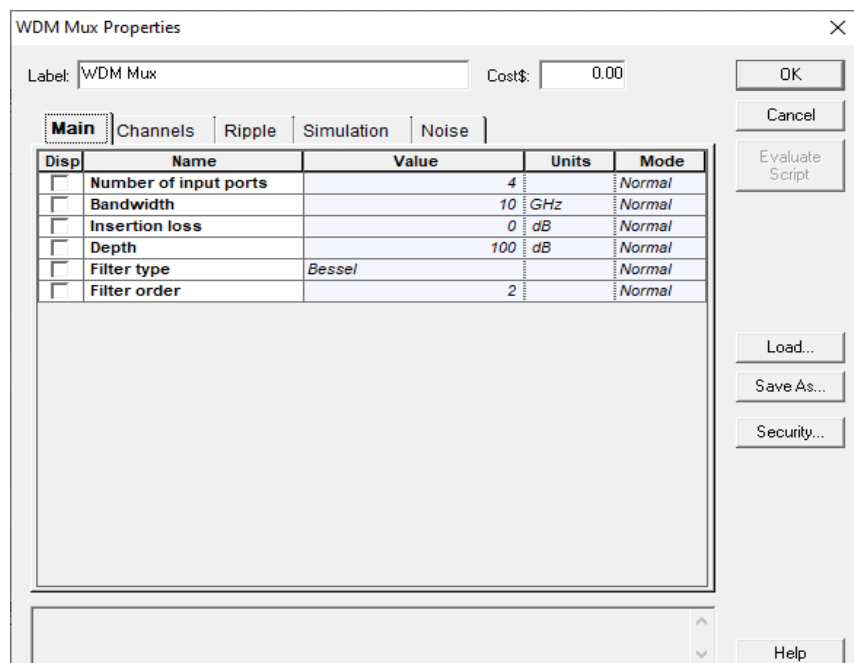 WDM Mux Properties
Label: WDM Mux Cost$: 0.00 OK
Cancel
Evaluate Script
Main Channels Ripple Simulation Noise
Disp Name Value Units Mode
Number of input ports 4 Normal
Bandwidth 10 GHz Normal
Insertion loss 0 dB Normal
Depth 100 dB Normal
Filter type Bessel Normal
Filter order 2 Normal
Load...
Save As...
Security...
Help